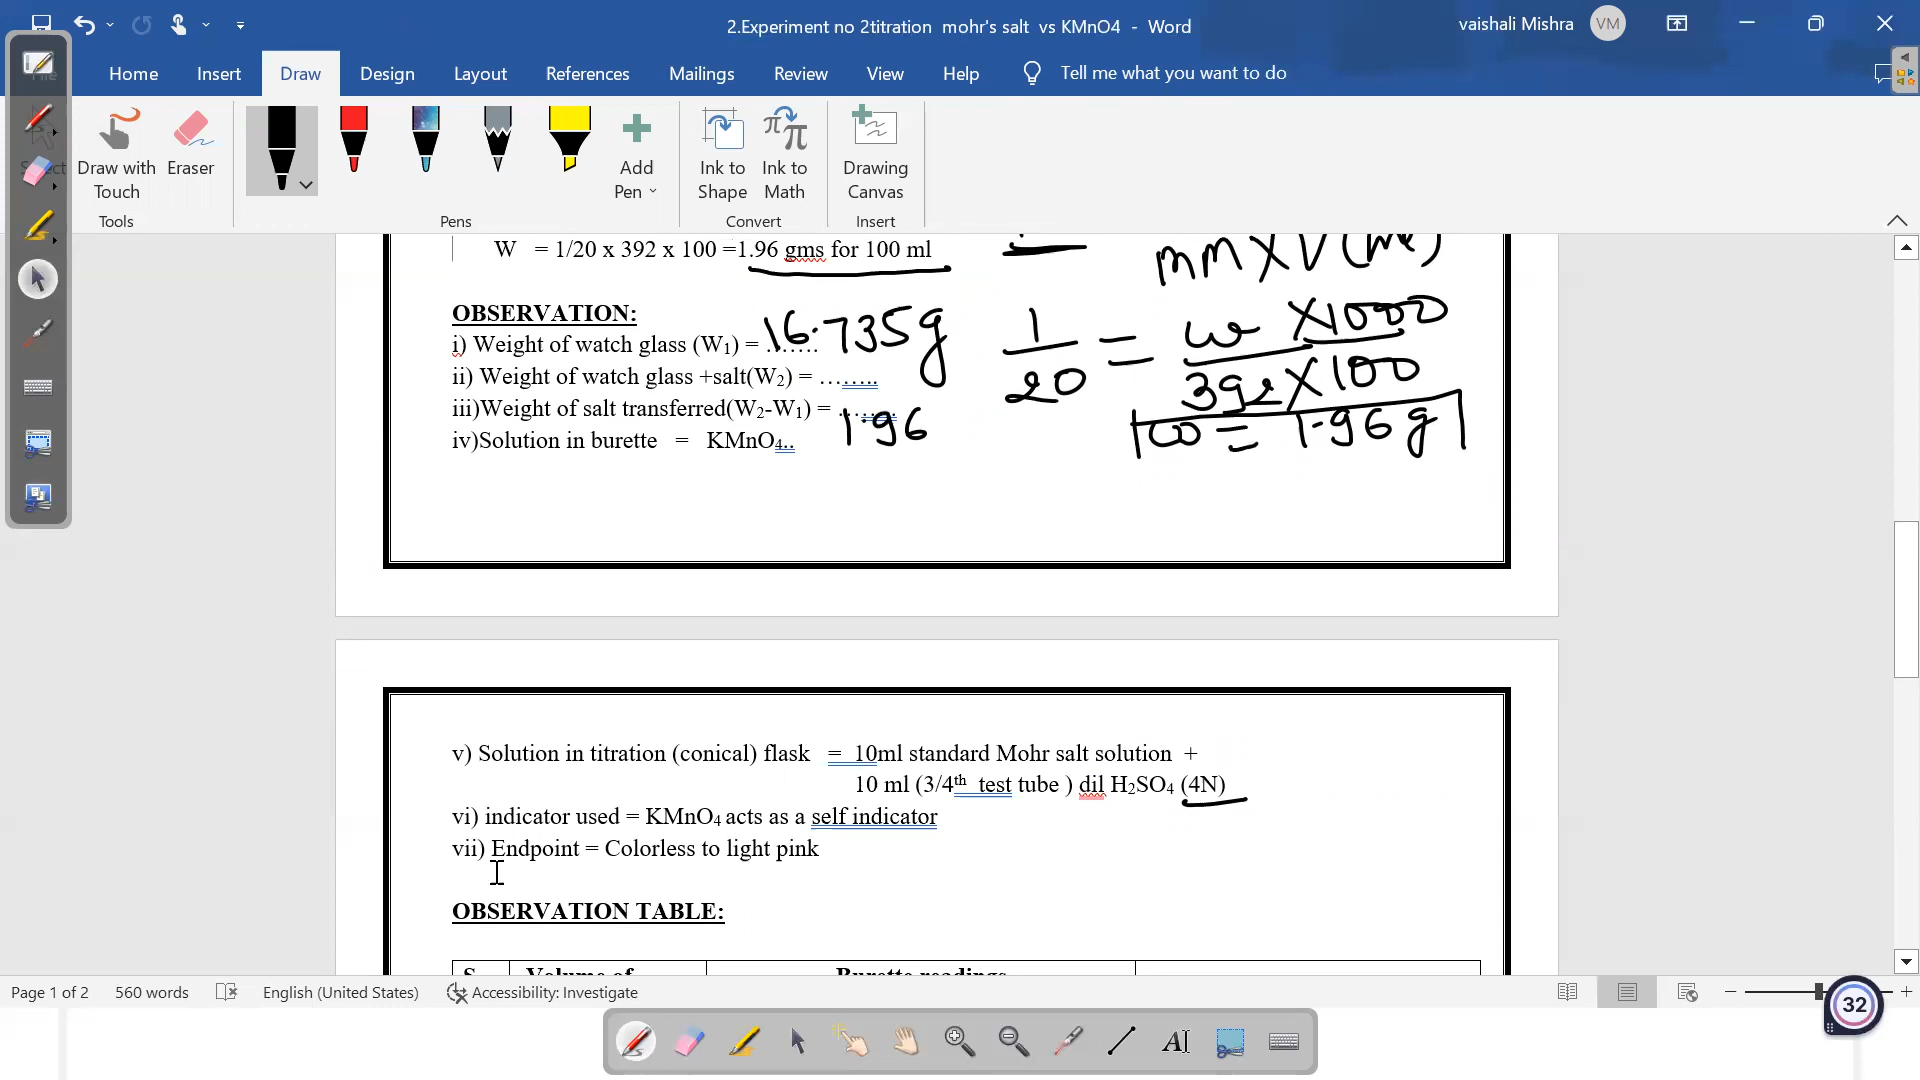 2.Experiment no 2titration mohr's salt vs KMnO4 - Word
vaishali Mishra VM
Home Insert Draw Design Layout References Mailings Review View Help Tell me what you want to do
Draw with Touch
Eraser
Add Pen
Ink to Shape
Ink to Math
Drawing Canvas
Tools
Pens
Convert
Insert
W = 1/20 x 392 x 100 =1.96 gms for 100 ml
mm X V (ml)
OBSERVATION:
i) Weight of watch glass (W1) = ....... 16.735g
ii) Weight of watch glass +salt(W2) = ........
iii)Weight of salt transferred(W2-W1) = ........
1.96
iv)Solution in burette = KMnO4..
1/20 = w X1000 / 392 X 100
100 = 1.96 g
v) Solution in titration (conical) flask = 10ml standard Mohr salt solution +
10 ml (3/4th test tube ) dil H2SO4 (4N)
vi) indicator used = KMnO4 acts as a self indicator
vii) Endpoint = Colorless to light pink
OBSERVATION TABLE:
Volume of
Burette readings
Page 1 of 2 560 words English (United States) Accessibility: Investigate
32